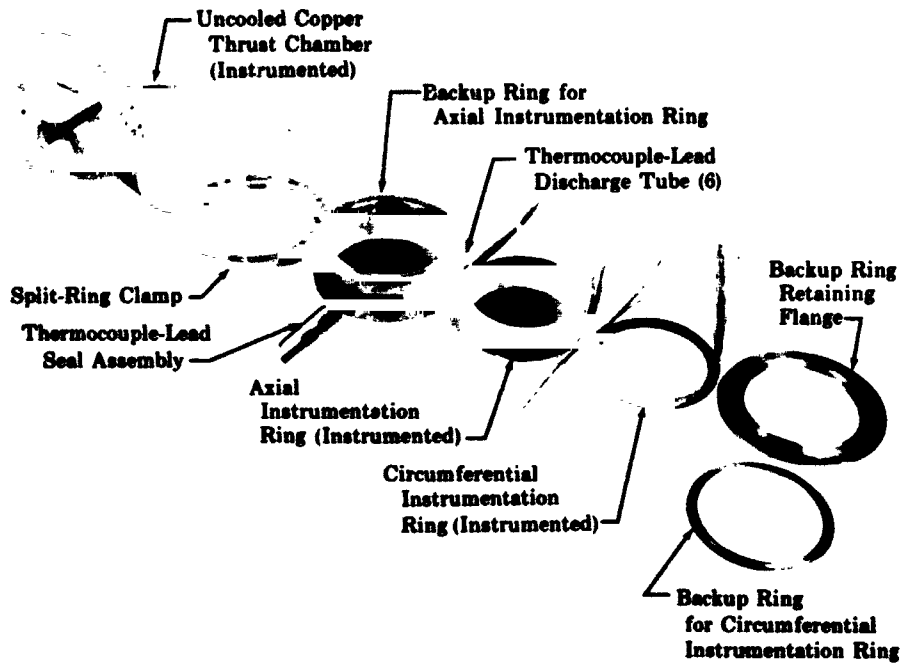 Uncooled Copper
Thrust Chamber
(Instrumented)
Backup Ring for
Axial Instrumentation Ring
Thermocouple-Lead
Discharge Tube (6)
Backup Ring
Retaining
Flange
Split-Ring Clamp
Thermocouple-Lead
Seal Assembly
Axial
Instrumentation
Ring (Instrumented)
Circumferential
Instrumentation
Ring (Instrumented)
Backup Ring
for Circumferential
Instrumentation Ring